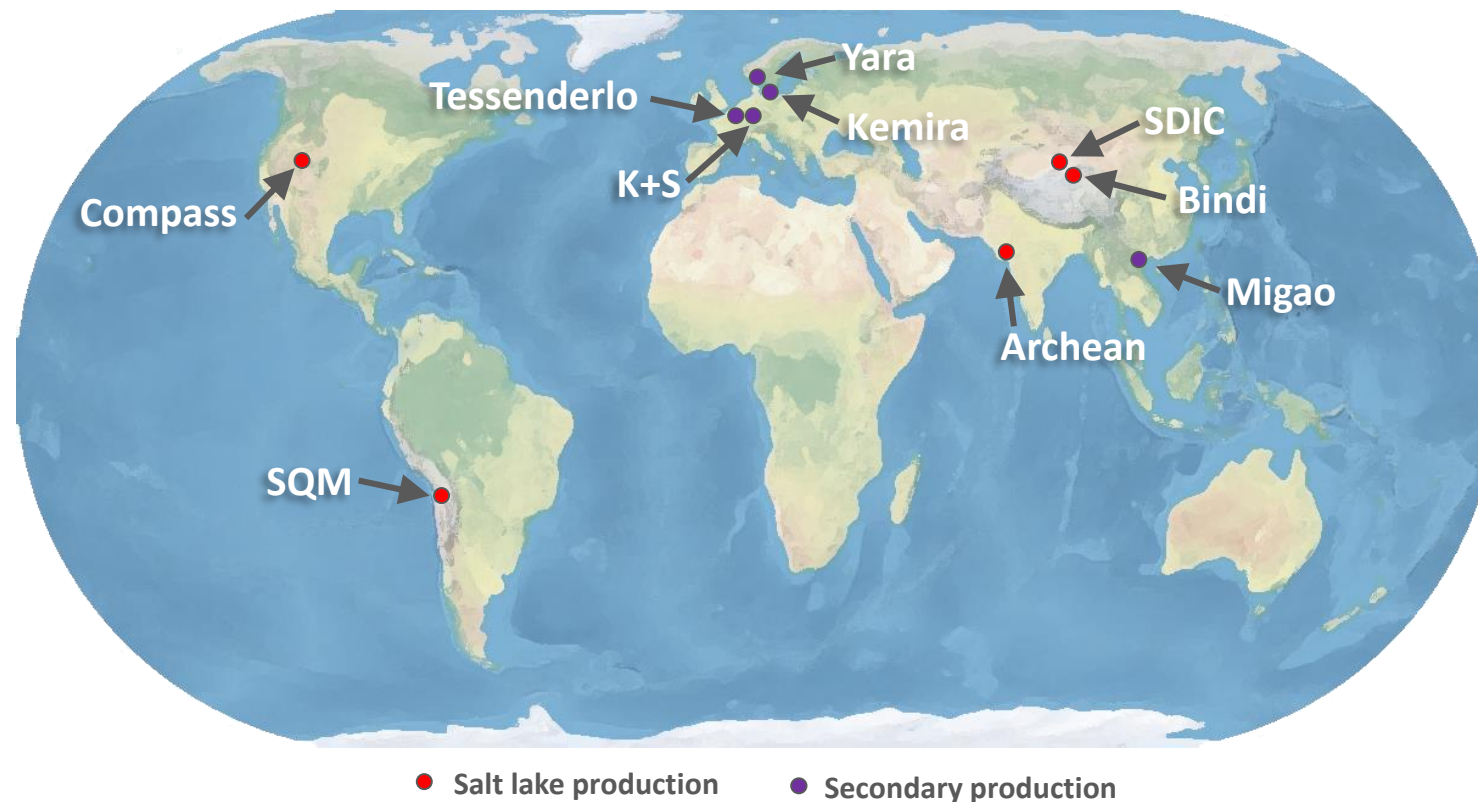 Yara
Tessenderlo
Kemira
SDIC
K+S
Bindi
Compass
Migao
Archean
SQM
Salt lake production
Secondary production